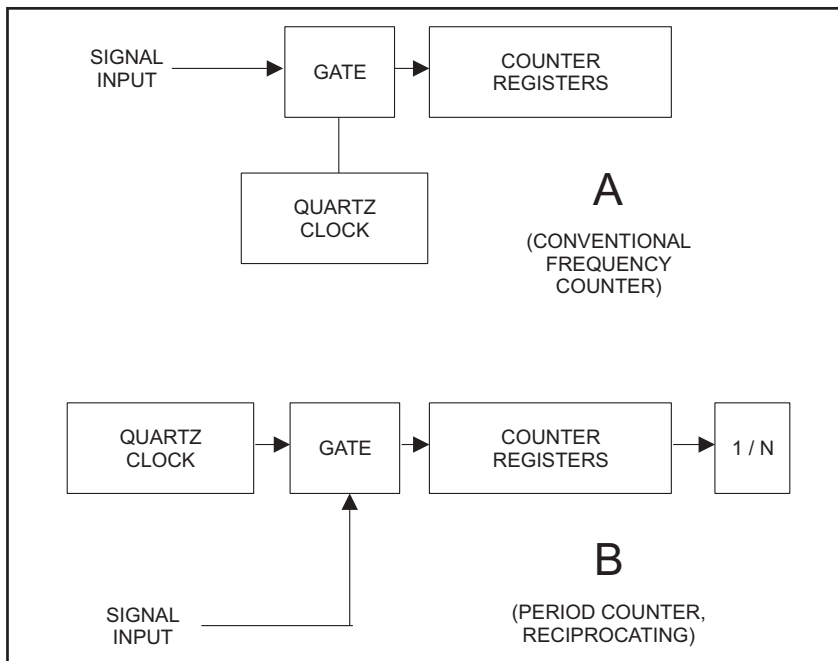 SIGNAL
INPUT
GATE
COUNTER
REGISTERS
QUARTZ
CLOCK
A
(CONVENTIONAL
FREQUENCY
COUNTER)
QUARTZ
CLOCK
GATE
COUNTER
REGISTERS
1 / N
B
SIGNAL
INPUT
(PERIOD COUNTER,
RECIPROCATING)